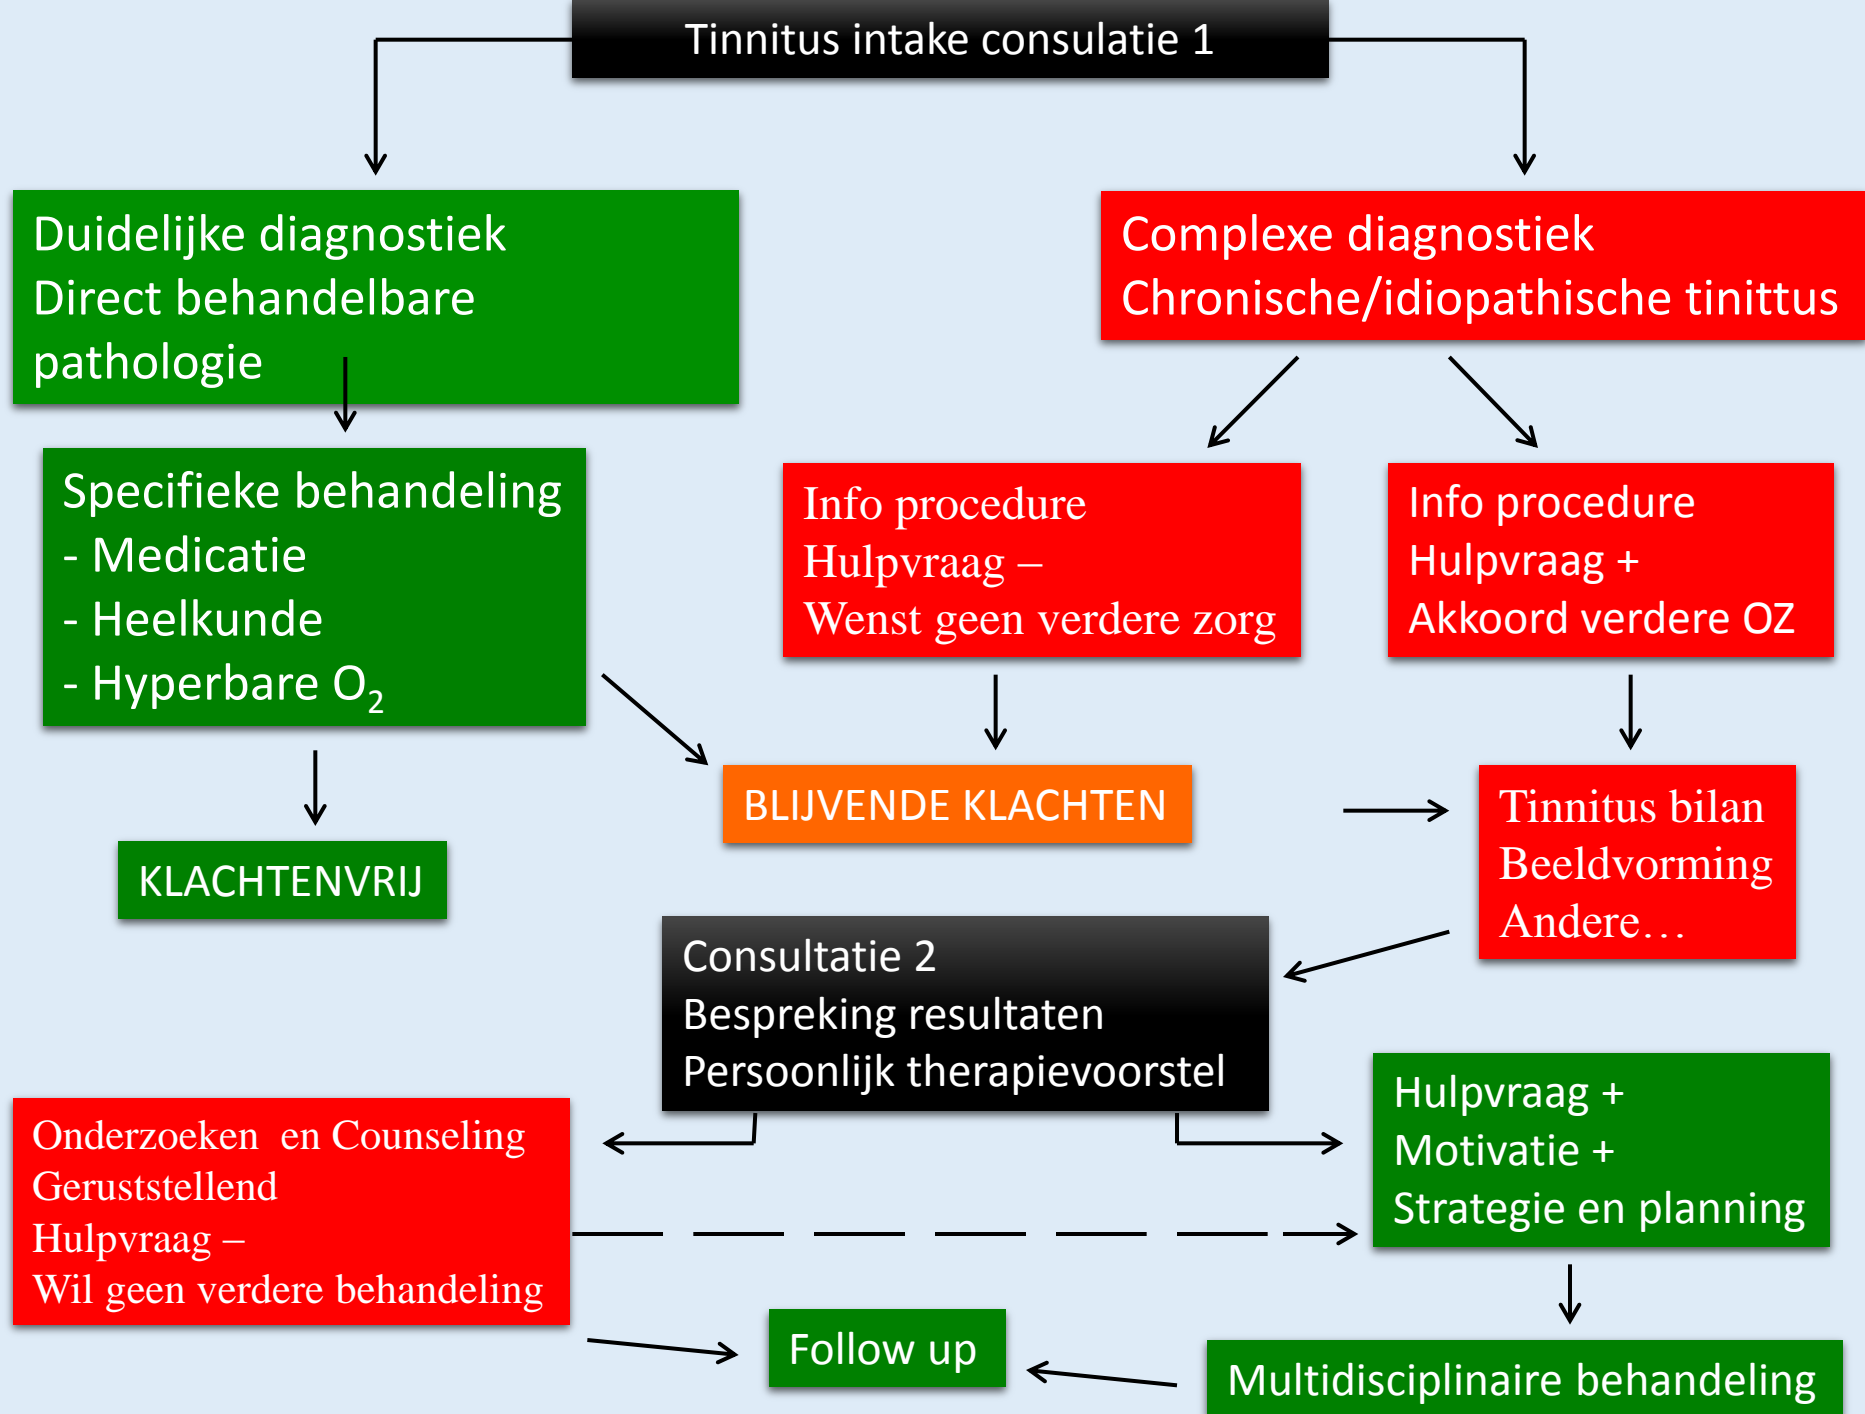 Tinnitus intake consulatie 1
Duidelijke diagnostiek
Direct behandelbare
pathologie
Complexe diagnostiek
Chronische/idiopathische tinittus
Specifieke behandeling
- Medicatie
- Heelkunde
- Hyperbare O₂
Info procedure
Hulpvraag –
Wenst geen verdere zorg
Info procedure
Hulpvraag +
Akkoord verdere OZ
BLIJVENDE KLACHTEN
Tinnitus bilan
Beeldvorming
Andere…
KLACHTENVRIJ
Consultatie 2
Bespreking resultaten
Persoonlijk therapievoorstel
Onderzoeken en Counseling
Geruststellend
Hulpvraag –
Wil geen verdere behandeling
Hulpvraag +
Motivatie +
Strategie en planning
Follow up
Multidisciplinaire behandeling